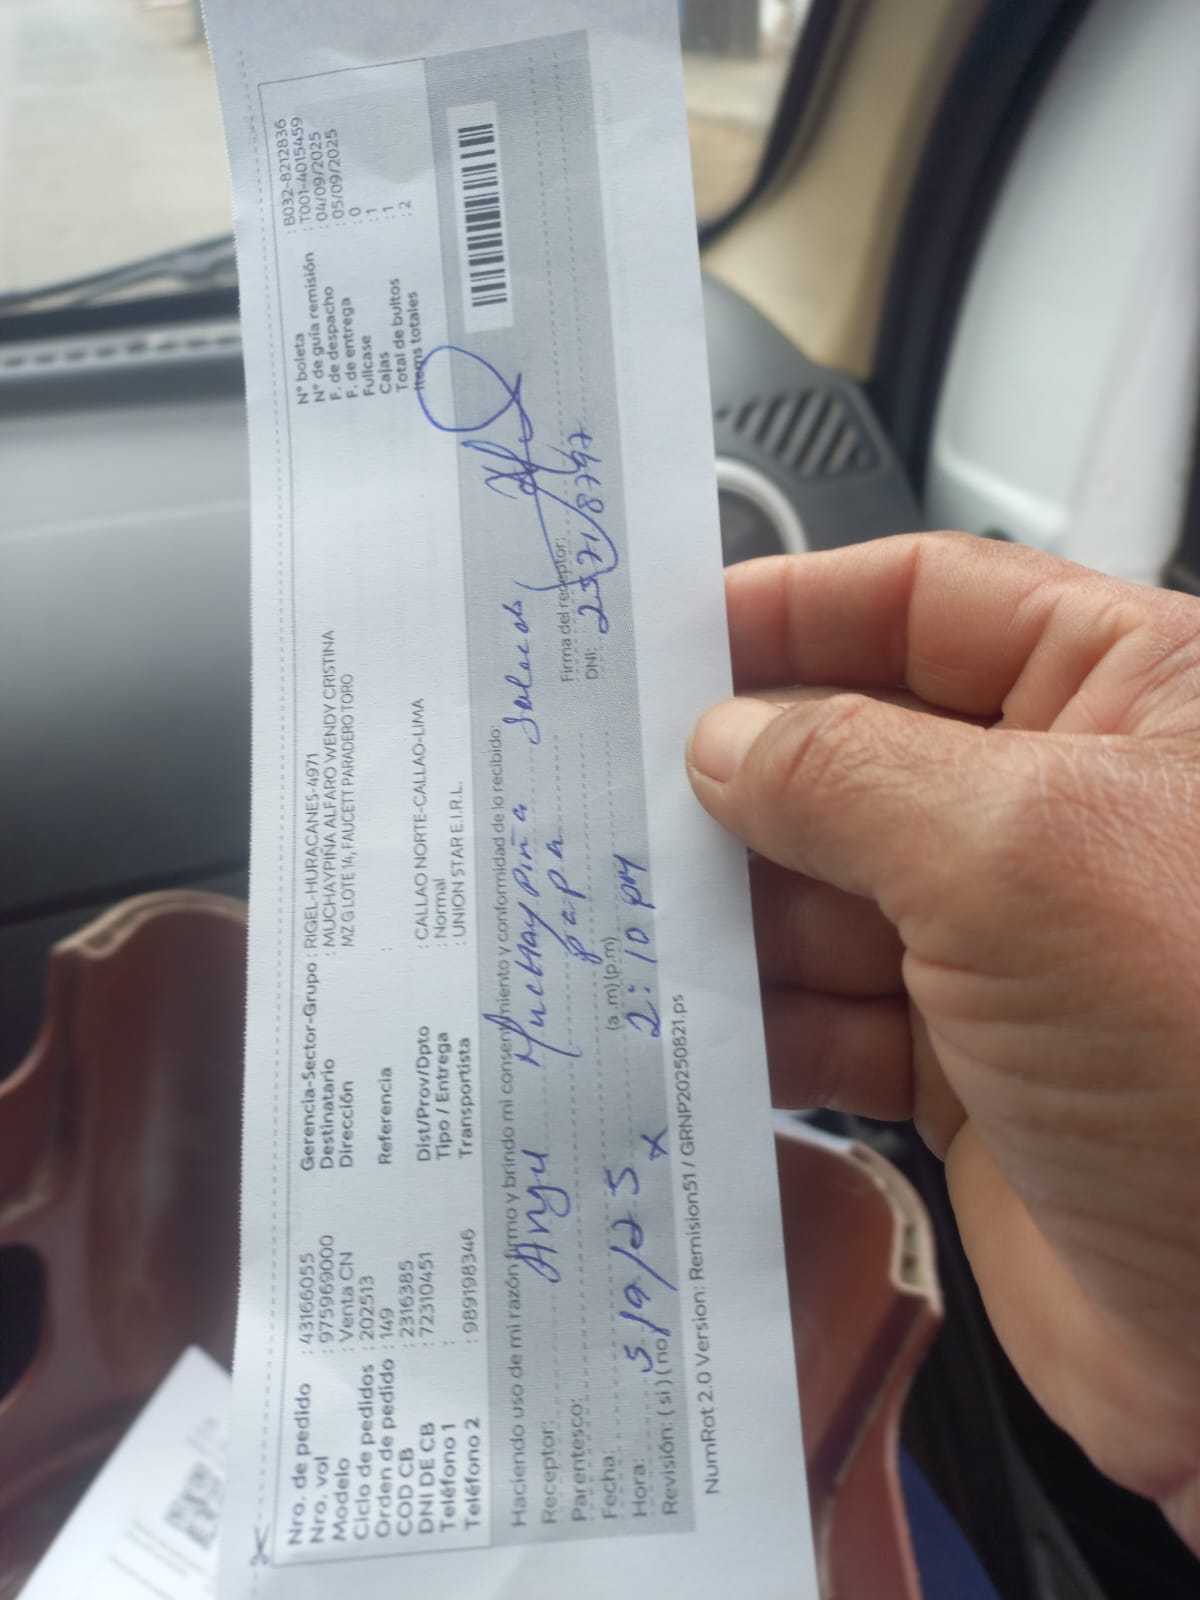 Nro. de pedido : 43166055
Nro. vol : 975969000
Modelo : Venta CN
Ciclo de pedidos : 202513
Orden de pedido : 149
COD CB : 2316385
DNI DE CB : 72310451
Teléfono 1 :
Teléfono 2 : 989198346
Gerencia-Sector-Grupo : RIGEL-HURACANES-4971
Destinatario : MUCHAYPIÑA ALFARO WENDY CRISTINA
Dirección MZ G LOTE 14, FAUCETT PARADERO TORO
Referencia :
Dist/Prov/Dpto : CALLAO NORTE-CALLAO-LIMA
Tipo / Entrega : Normal
Transportista : UNION STAR E.I.R.L.
N° boleta : B032-8212836
N° de guía remisión : T001-4015459
F. de despacho : 04/09/2025
F. de entrega : 05/09/2025
Fullcase : 0
Cajas : 1
Total de bultos : 1
Items totales : 2
Haciendo uso de mi razón firmo y brindo mi consentimiento y conformidad de lo recibido:
Receptor: Muchaypiña
Parentesco: papa
Fecha: 5/9/25
Hora: (a .m) (p.m) 2:10 pm
Revisión: ( si ) ( no ) x
Firma del receptor:
DNI:
NumRot 2.0 Version: Remision51 / GRNP20250821.ps